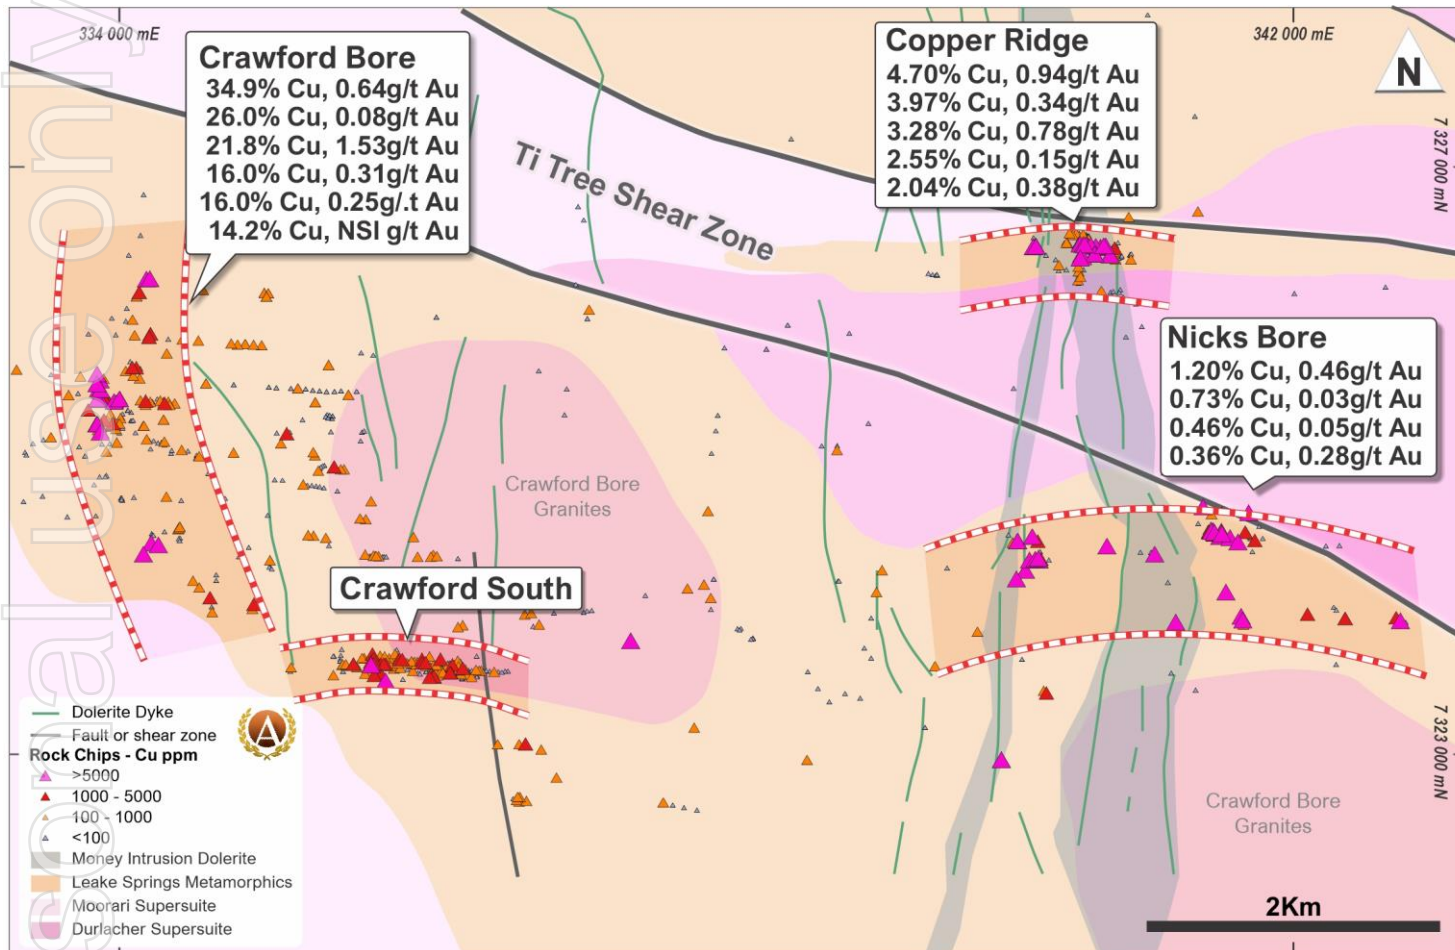 334 000 mE
342 000 mE
N
Crawford Bore
34.9% Cu, 0.64g/t Au
26.0% Cu, 0.08g/t Au
21.8% Cu, 1.53g/t Au
16.0% Cu, 0.31g/t Au
16.0% Cu, 0.25g/.t Au
14.2% Cu, NSI g/t Au
Copper Ridge
4.70% Cu, 0.94g/t Au
3.97% Cu, 0.34g/t Au
3.28% Cu, 0.78g/t Au
2.55% Cu, 0.15g/t Au
2.04% Cu, 0.38g/t Au
7 327 000 mN
Ti Tree Shear Zone
Nicks Bore
1.20% Cu, 0.46g/t Au
0.73% Cu, 0.03g/t Au
0.46% Cu, 0.05g/t Au
0.36% Cu, 0.28g/t Au
Crawford Bore
Granites
Crawford South
7 323 000 mN
Crawford Bore
Granites
Dolerite Dyke
Fault or shear zone
Rock Chips - Cu ppm
>5000
1000 - 5000
100 - 1000
<100
Money Intrusion Dolerite
Leake Springs Metamorphics
Moorari Supersuite
Durlacher Supersuite
A
2Km
sonal use only